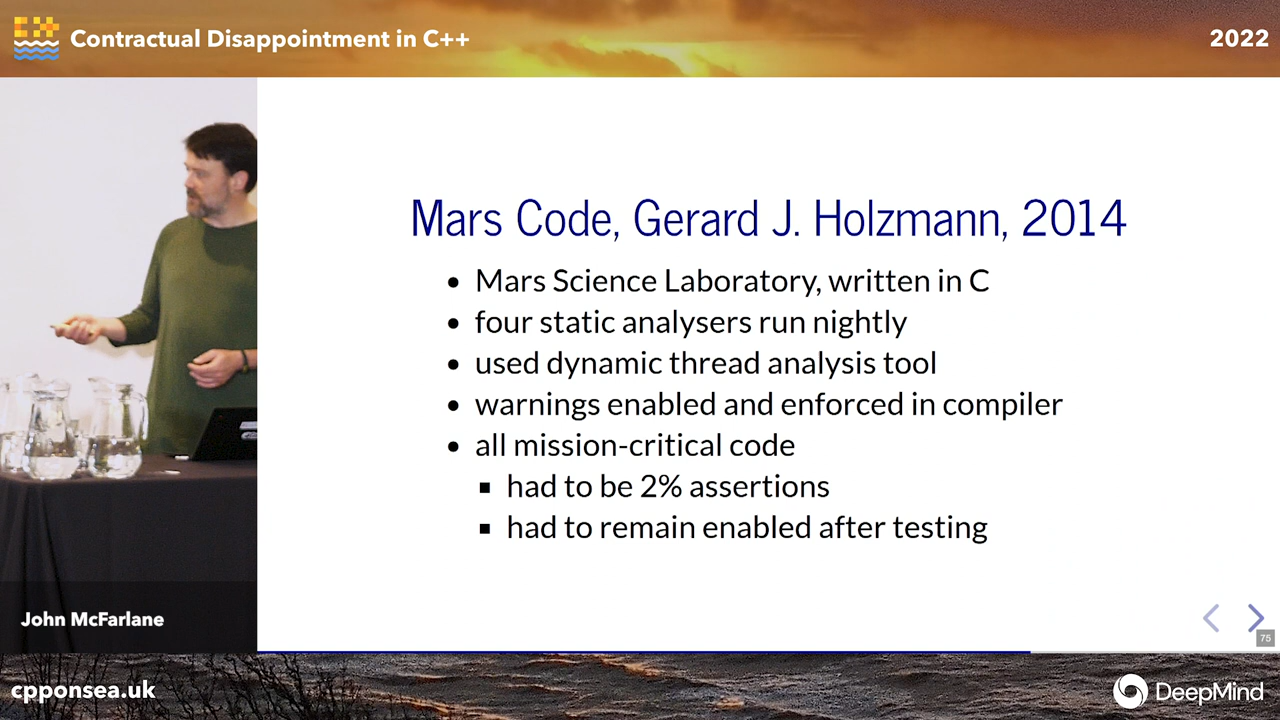 Contractual Disappointment in C++
2022
Mars Code, Gerard J. Holzmann, 2014
• Mars Science Laboratory, written in C
• four static analysers run nightly
• used dynamic thread analysis tool
• warnings enabled and enforced in compiler
• all mission-critical code
▪ had to be 2% assertions
▪ had to remain enabled after testing
John McFarlane
75
cpponsea.uk
DeepMind